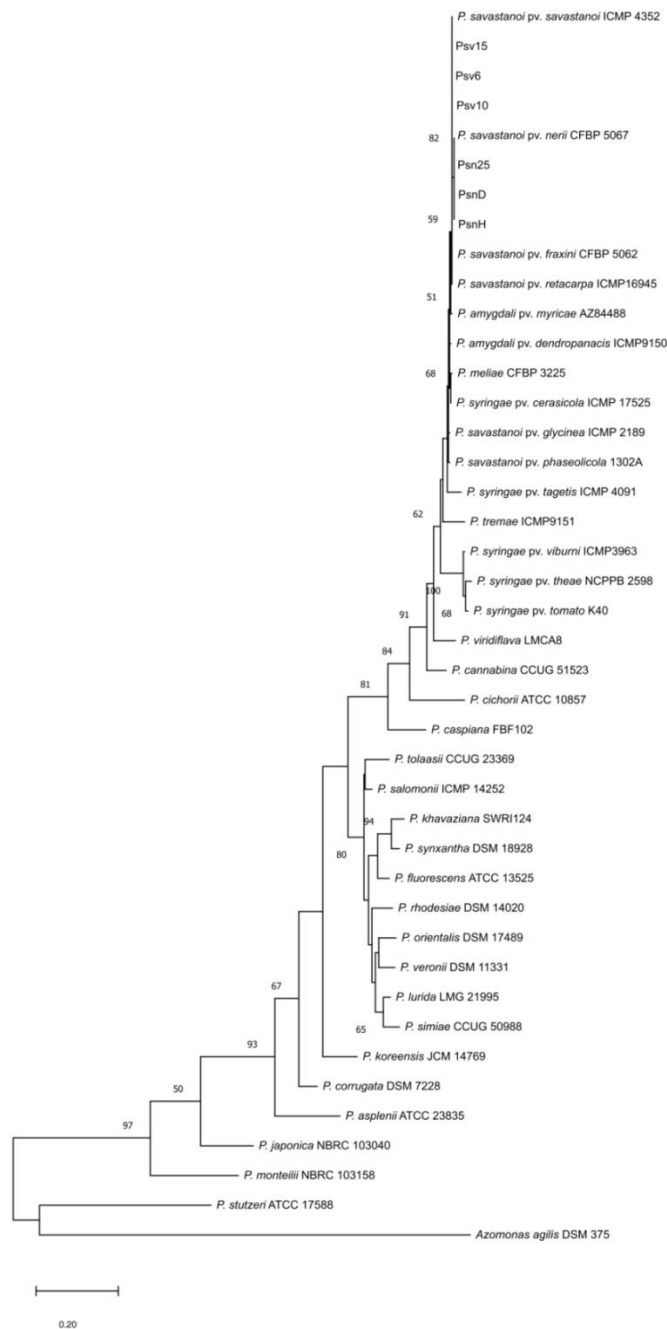 P. savastanoi pv. savastanoi ICMP 4352
Psv15
Psv6
Psv10
82
P. savastanoi pv. nerii CFBP 5067
Psn25
PsnD
59
PsnH
P. savastanoi pv. fraxini CFBP 5062
P. savastanoi pv. retacarpa ICMP16945
51
P. amygdali pv. myricae AZ84488
P. amygdali pv. dendropanacis ICMP9150
68
P. meliae CFBP 3225
P. syringae pv. cerasicola ICMP 17525
P. savastanoi pv. glycinea ICMP 2189
P. savastanoi pv. phaseolicola 1302A
P. syringae pv. tagetis ICMP 4091
62
P. tremae ICMP9151
P. syringae pv. viburni ICMP3963
P. syringae pv. theae NCPPB 2598
100
P. syringae pv. tomato K40
91
68
P. viridiflava LMCA8
84
P. cannabina CCUG 51523
81
P. cichorii ATCC 10857
P. caspiana FBF102
P. tolaasii CCUG 23369
P. salomonii ICMP 14252
94
P. khavaziana SWRI124
80
P. synxantha DSM 18928
P. fluorescens ATCC 13525
P. rhodesiae DSM 14020
P. orientalis DSM 17489
P. veronii DSM 11331
67
P. lurida LMG 21995
65
P. simiae CCUG 50988
93
P. koreensis JCM 14769
50
P. corrugata DSM 7228
P. asplenii ATCC 23835
97
P. japonica NBRC 103040
P. monteilii NBRC 103158
P. stutzeri ATCC 17588
Azomonas agilis DSM 375
0.20